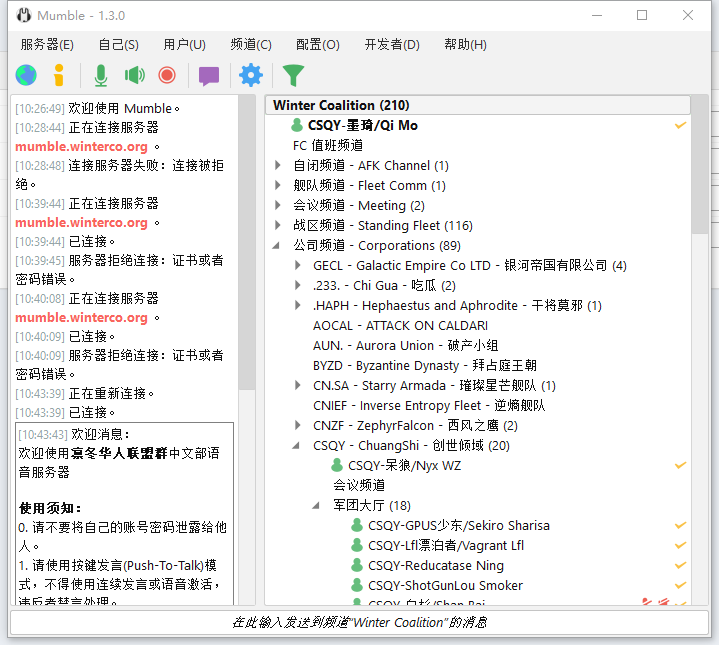 Mumble - 1.3.0
服务器(E) 自己(S) 用户(U) 频道(C) 配置(O) 开发者(D) 帮助(H)
[10:26:49] 欢迎使用 Mumble。
[10:28:44] 正在连接服务器
mumble.winterco.org 。
[10:28:48] 连接服务器失败：连接被拒
绝。
[10:39:44] 正在连接服务器
mumble.winterco.org 。
[10:39:44] 已连接。
[10:39:45] 服务器拒绝连接：证书或者
密码错误。
[10:40:08] 正在连接服务器
mumble.winterco.org 。
[10:40:09] 已连接。
[10:40:09] 服务器拒绝连接：证书或者
密码错误。
[10:43:39] 正在重新连接。
[10:43:39] 已连接。
[10:43:43] 欢迎消息：
欢迎使用凛冬华人联盟群中文部语
音服务器
使用须知：
0. 请不要将自己的账号密码泄露给他
人。
1. 请使用按键发言(Push-To-Talk)模
式，不得使用连续发言或语音激活，
违反者禁言处理。
Winter Coalition (210)
CSQY-墨琦/Qi Mo
FC 值班频道
自闭频道 - AFK Channel (1)
舰队频道 - Fleet Comm (1)
会议频道 - Meeting (2)
战区频道 - Standing Fleet (116)
公司频道 - Corporations (89)
GECL - Galactic Empire Co LTD - 银河帝国有限公司 (4)
.233. - Chi Gua - 吃瓜 (2)
.HAPH - Hephaestus and Aphrodite - 干将莫邪 (1)
AOCAL - ATTACK ON CALDARI
AUN. - Aurora Union - 破产小组
BYZD - Byzantine Dynasty - 拜占庭王朝
CN.SA - Starry Armada - 璀璨星芒舰队 (1)
CNIEF - Inverse Entropy Fleet - 逆熵舰队
CNZF - ZephyrFalcon - 西风之鹰 (2)
CSQY - ChuangShi - 创世倾域 (20)
CSQY-呆狼/Nyx WZ
会议频道
军团大厅 (18)
CSQY-GPUS少东/Sekiro Sharisa
CSQY-Lfl漂泊者/Vagrant Lfl
CSQY-Reducatase Ning
CSQY-ShotGunLou Smoker
CSQY-白杉/Shan Bai
在此输入发送到频道"Winter Coalition"的消息